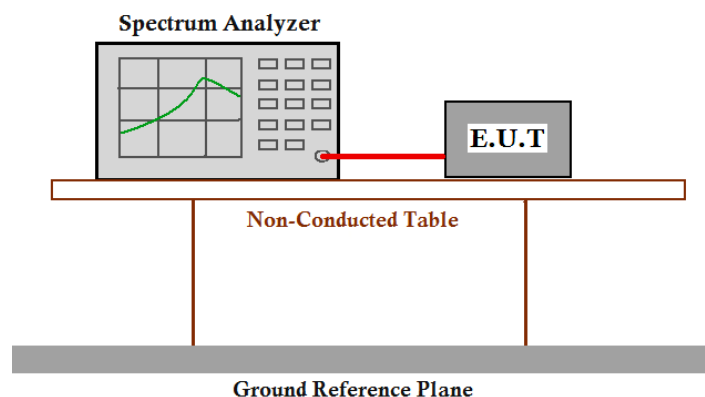 Spectrum Analyzer
E.U.T
Non-Conducted Table
Ground Reference Plane